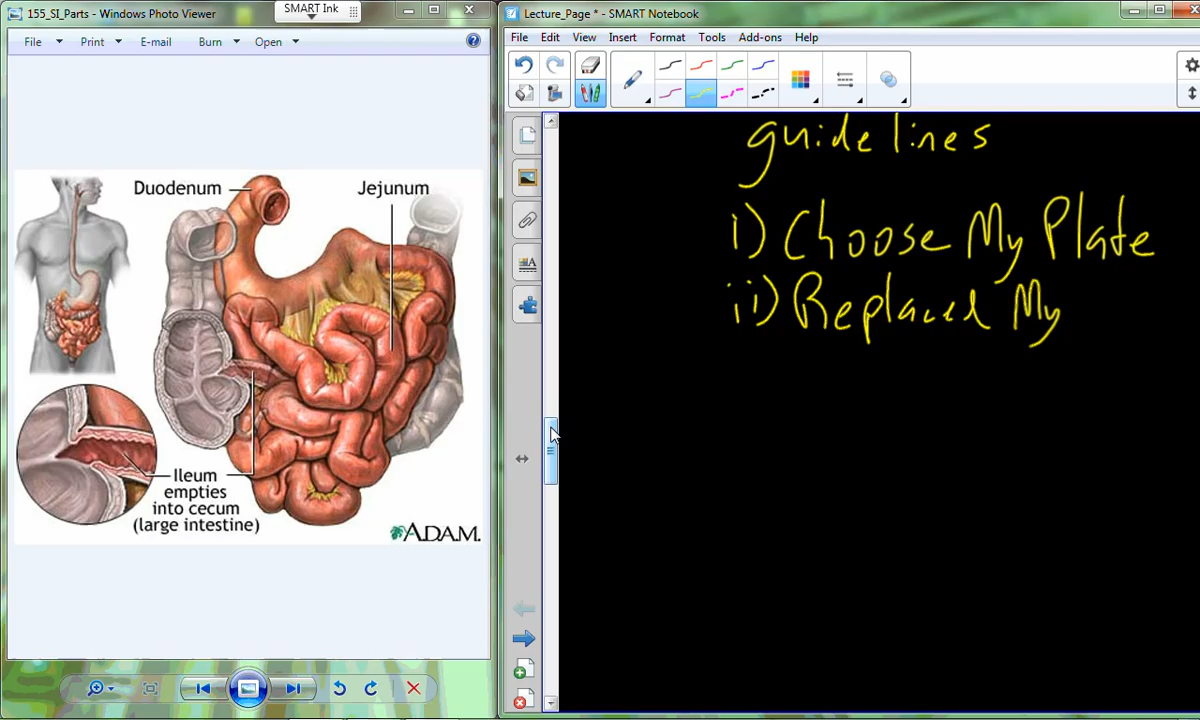 155_SI_Parts - Windows Photo Viewer
SMART Ink
File Print E-mail Burn Open
Duodenum
Jejunum
Ileum
empties
into cecum
(large intestine)
A.D.A.M.
Lecture_Page * - SMART Notebook
File Edit View Insert Format Tools Add-ons Help
guidelines
i) Choose My Plate
ii) Replaced My